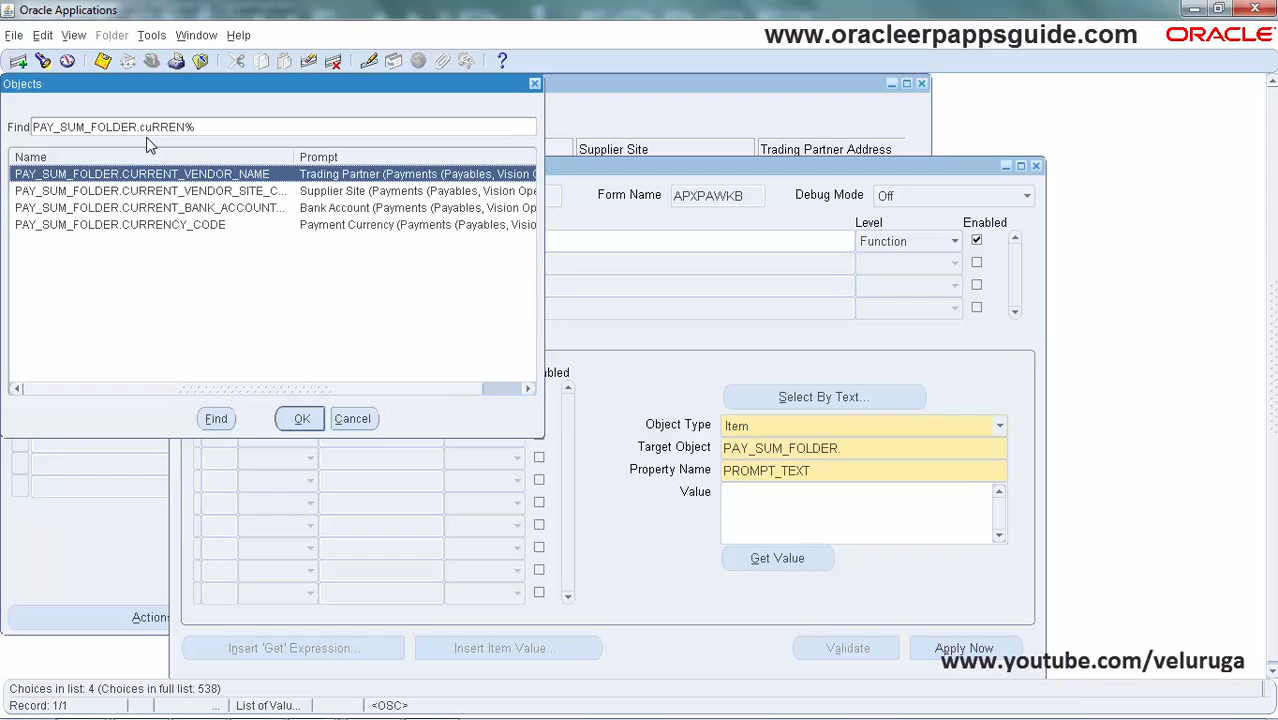 Oracle Applications
File Edit View Folder Tools Window Help
www.oracleerpappsguide.com
ORACLE
Objects
Find PAY_SUM_FOLDER.cuRREN%
Name Prompt
PAY_SUM_FOLDER.CURRENT_VENDOR_NAME Trading Partner (Payments (Payables, Vision O
PAY_SUM_FOLDER.CURRENT_VENDOR_SITE_C... Supplier Site (Payments (Payables, Vision Ope
PAY_SUM_FOLDER.CURRENT_BANK_ACCOUNT... Bank Account (Payments (Payables, Vision Ope
PAY_SUM_FOLDER.CURRENCY_CODE Payment Currency (Payments (Payables, Visio
Find OK Cancel
Supplier Site Trading Partner Address
Form Name APXPAWKB Debug Mode Off
Level Enabled
Function
abled
Select By Text...
Object Type Item
Target Object PAY_SUM_FOLDER.
Property Name PROMPT_TEXT
Value
Get Value
Actions
Insert 'Get' Expression... Insert Item Value... Validate Apply Now
www.youtube.com/veluruga
Choices in list: 4 (Choices in full list: 538)
Record: 1/1 ... List of Valu... <OSC>